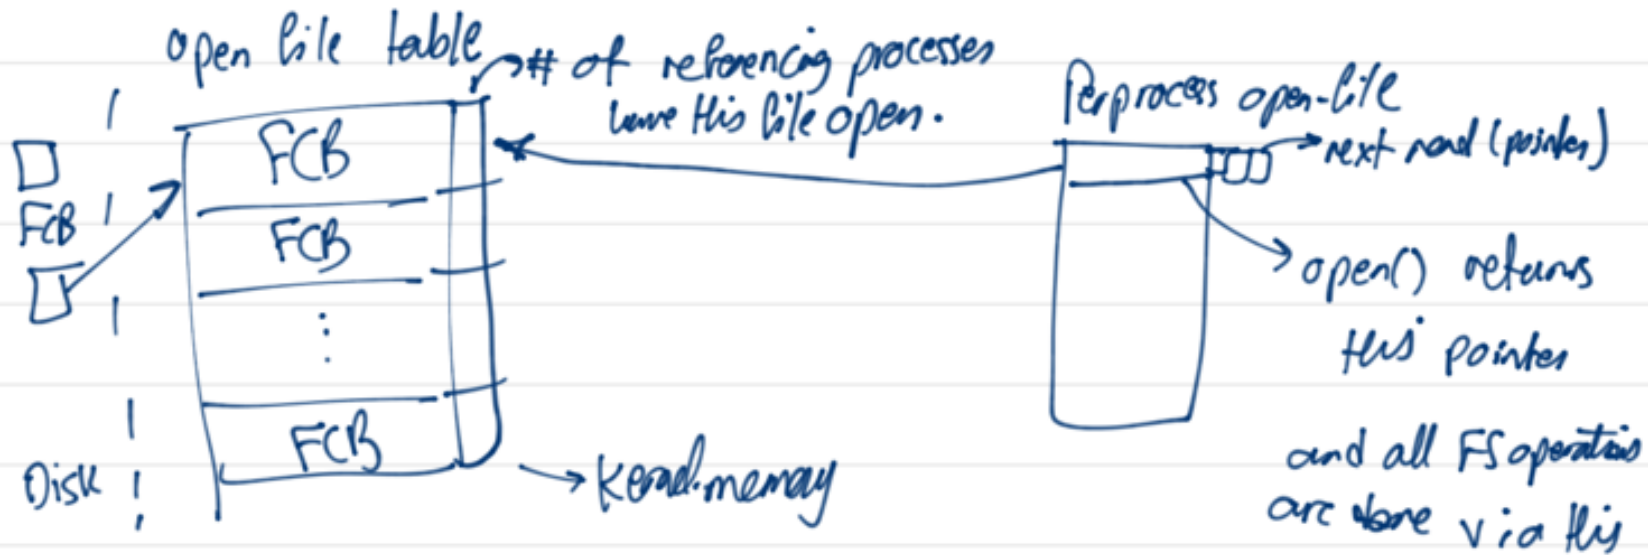 open file table
# of referencing processes
have this file open.
Per process open-file
next read (pointer)
FCB
FCB
FCB
FCB
open() returns
this pointer
and all FS operations
are done via this
Disk
Kernel memory